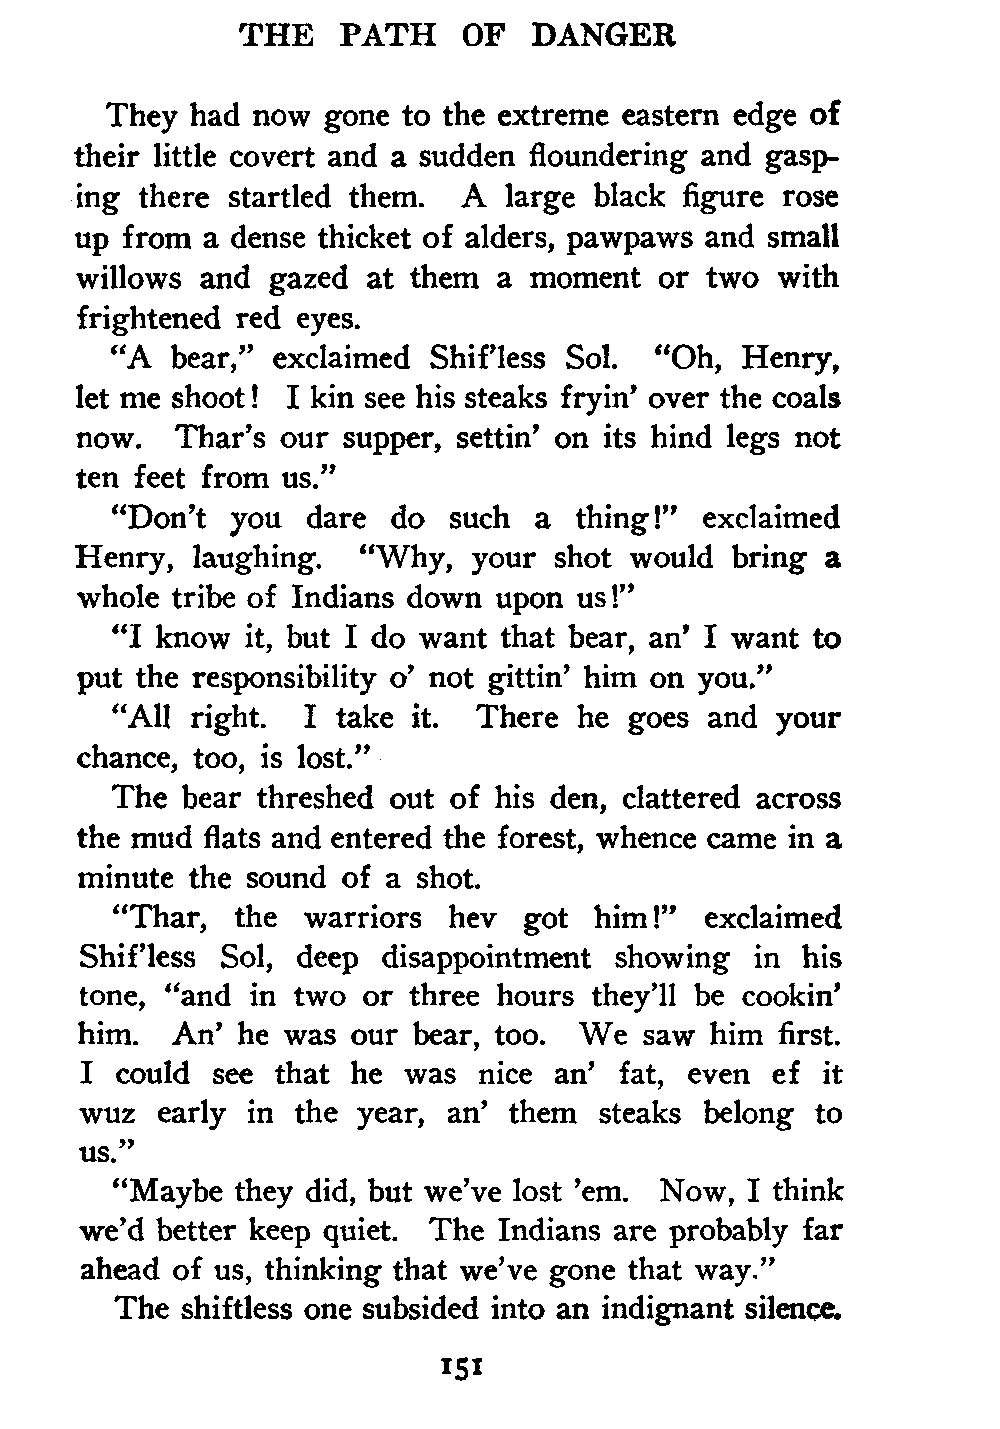 THE PATH OF DANGER
They had now gone to the extreme eastern edge of
their little covert and a sudden floundering and gasp-
ing there startled them. A large black figure rose
up from a dense thicket of alders, pawpaws and small
willows and gazed at them a moment or two with
frightened red eyes.
“A bear,” exclaimed Shif’less Sol. “Oh, Henry,
let me shoot! I kin see his steaks fryin’ over the coals
now. Thar’s our supper, settin’ on its hind legs not
ten feet from us.”
“Don’t you dare do such a thing!” exclaimed
Henry, laughing. “Why, your shot would bring a
whole tribe of Indians down upon us!”
“I know it, but I do want that bear, an’ I want to
put the responsibility o’ not gittin’ him on you.”
“All right. I take it. There he goes and your
chance, too, is lost.”
The bear threshed out of his den, clattered across
the mud flats and entered the forest, whence came in a
minute the sound of a shot.
“Thar, the warriors hev got him!” exclaimed
Shif’less Sol, deep disappointment showing in his
tone, “and in two or three hours they’ll be cookin’
him. An’ he was our bear, too. We saw him first.
I could see that he was nice an’ fat, even ef it
wuz early in the year, an’ them steaks belong to
us.”
“Maybe they did, but we’ve lost ’em. Now, I think
we’d better keep quiet. The Indians are probably far
ahead of us, thinking that we’ve gone that way.”
The shiftless one subsided into an indignant silence.
151